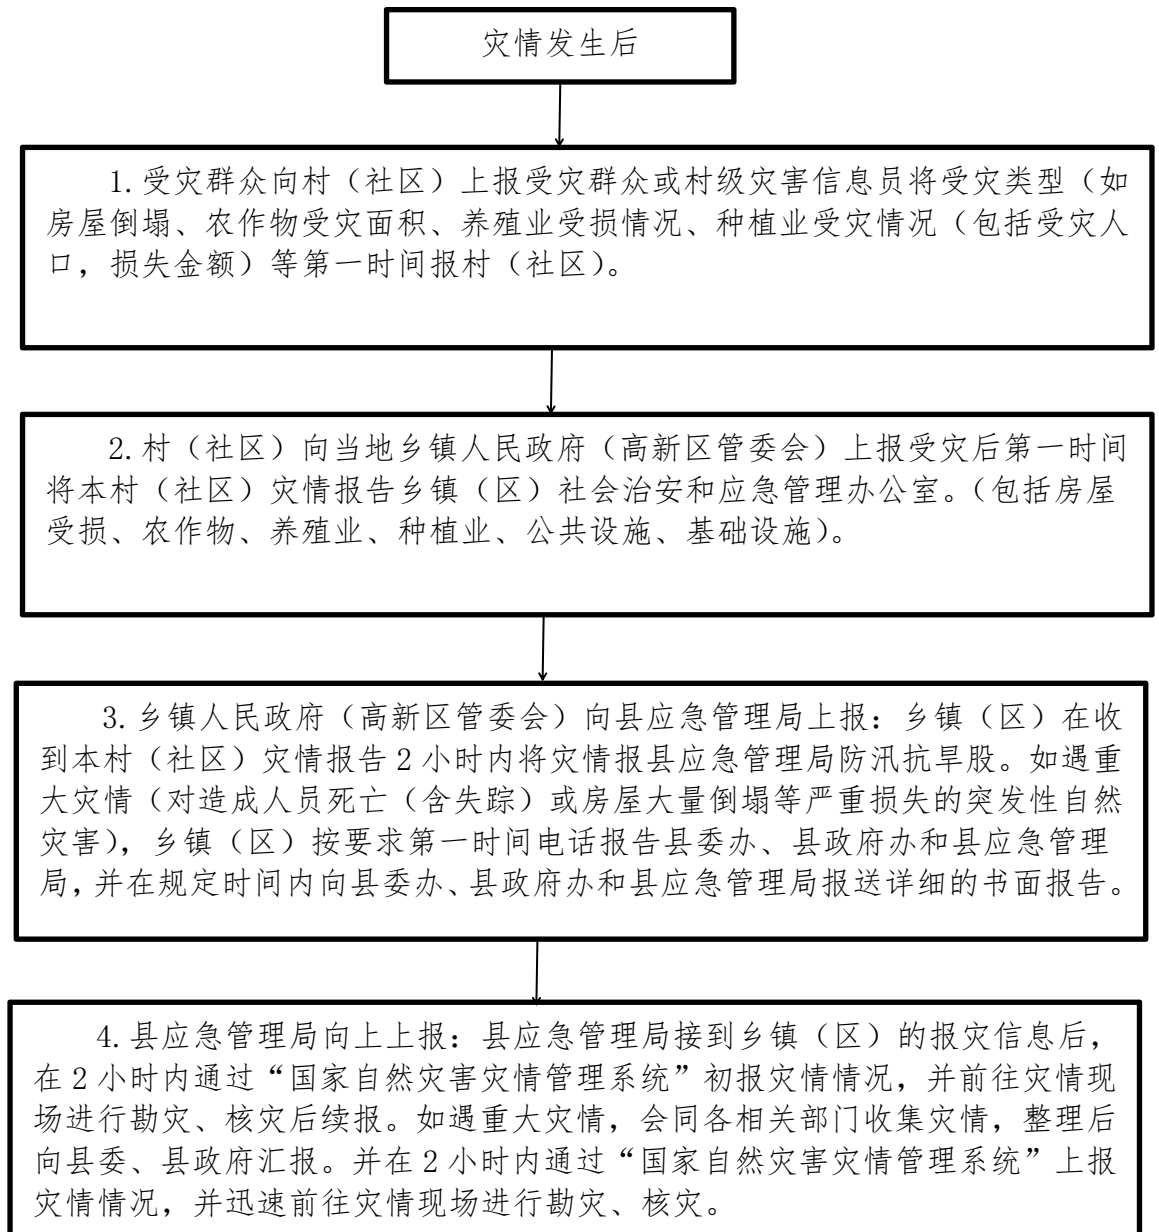 灾情发生后
1.受灾群众向村（社区）上报受灾群众或村级灾害信息员将受灾类型（如
房屋倒塌、农作物受灾面积、养殖业受损情况、种植业受灾情况（包括受灾人
口，损失金额）等第一时间报村（社区）。
2.村（社区）向当地乡镇人民政府（高新区管委会）上报受灾后第一时间
将本村（社区）灾情报告乡镇（区）社会治安和应急管理办公室。（包括房屋
受损、农作物、养殖业、种植业、公共设施、基础设施）。
3.乡镇人民政府（高新区管委会）向县应急管理局上报：乡镇（区）在收
到本村（社区）灾情报告2小时内将灾情报县应急管理局防汛抗旱股。如遇重
大灾情（对造成人员死亡（含失踪）或房屋大量倒塌等严重损失的突发性自然
灾害），乡镇（区）按要求第一时间电话报告县委办、县政府办和县应急管理
局，并在规定时间内向县委办、县政府办和县应急管理局报送详细的书面报告。
4.县应急管理局向上上报：县应急管理局接到乡镇（区）的报灾信息后，
在2小时内通过“国家自然灾害灾情管理系统”初报灾情情况，并前往灾情现
场进行勘灾、核灾后续报。如遇重大灾情，会同各相关部门收集灾情，整理后
向县委、县政府汇报。并在2小时内通过“国家自然灾害灾情管理系统”上报
灾情情况，并迅速前往灾情现场进行勘灾、核灾。